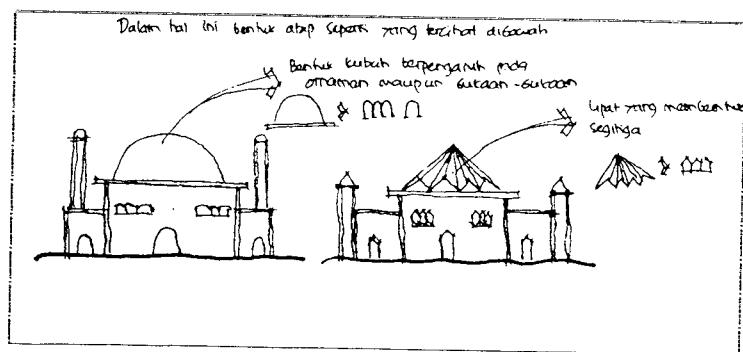 Dalam hal ini bentuk atap seperti yang terlihat dibawah
Bentuk kubah berpengaruh pada
ornamen maupun bukaan-bukaan
Lipat yang membentuk
segitiga